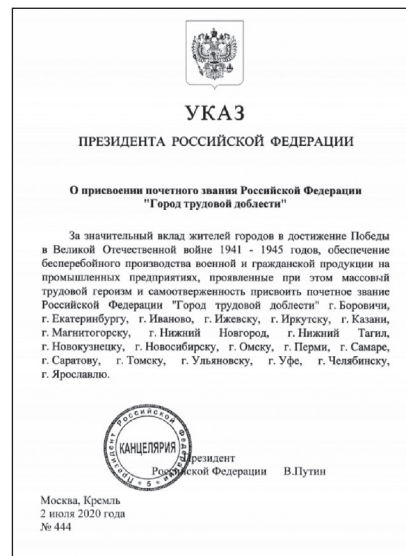 УКАЗ
ПРЕЗИДЕНТА РОССИЙСКОЙ ФЕДЕРАЦИИ
О присвоении почетного звания Российской Федерации
"Город трудовой доблести"
За значительный вклад жителей городов в достижение Победы
в Великой Отечественной войне 1941 - 1945 годов, обеспечение
бесперебойного производства военной и гражданской продукции на
промышленных предприятиях, проявленные при этом массовый
трудовой героизм и самоотверженность присвоить почетное звание
Российской Федерации "Город трудовой доблести" г. Боровичи,
г. Екатеринбургу, г. Иваново, г. Ижевску, г. Иркутску, г. Казани,
г. Магнитогорску, г. Нижний Новгород, г. Нижний Тагил,
г. Новокузнецку, г. Новосибирску, г. Омску, г. Перми, г. Самаре,
г. Саратову, г. Томску, г. Ульяновску, г. Уфе, г. Челябинску,
г. Ярославлю.
Президент
Российской Федерации В.Путин
Президент Российской Федерации
КАНЦЕЛЯРИЯ
* 5 *
Москва, Кремль
2 июля 2020 года
№ 444